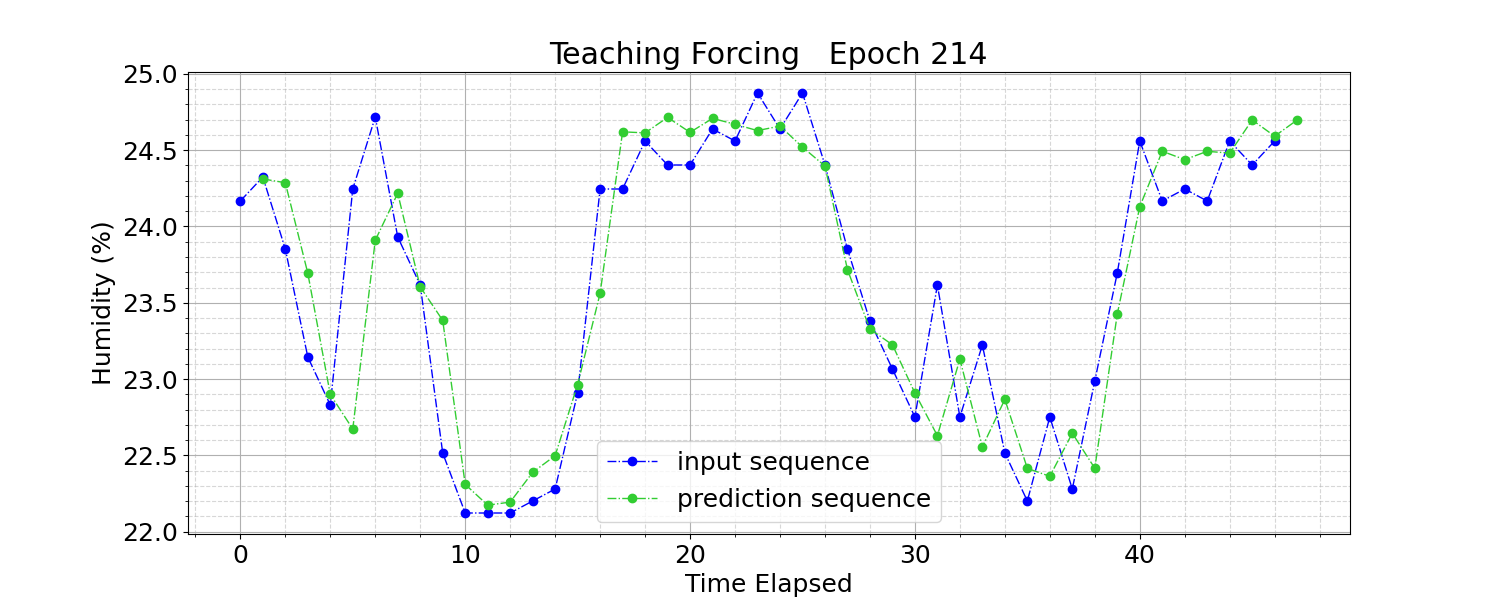 Teaching Forcing   Epoch 214
25.0
24.5
24.0
23.5
23.0
22.5
22.0
Humidity (%)
input sequence
prediction sequence
0 10 20 30 40
Time Elapsed